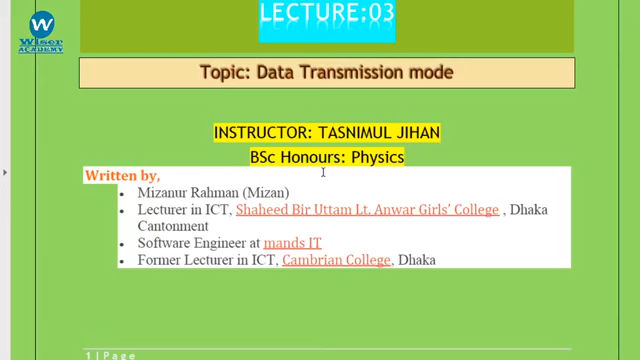 W
Wiser
ACADEMY
LECTURE:03
Topic: Data Transmission mode
INSTRUCTOR: TASNIMUL JIHAN
BSc Honours: Physics
Written by,
• Mizanur Rahman (Mizan)
• Lecturer in ICT, Shaheed Bir Uttam Lt. Anwar Girls' College , Dhaka
Cantonment
• Software Engineer at mands IT
• Former Lecturer in ICT, Cambrian College, Dhaka
1 | Page